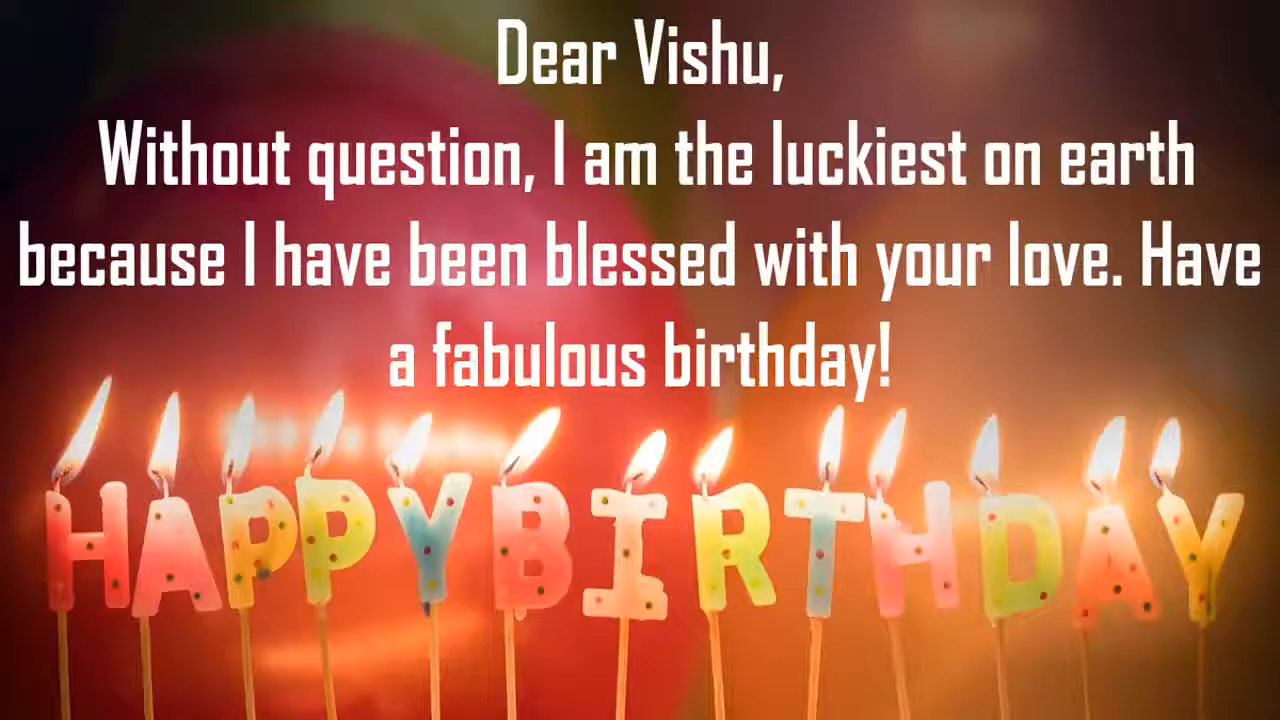 Dear Vishu,
Without question, I am the luckiest on earth
because I have been blessed with your love. Have
a fabulous birthday!
HAPPY BIRTHDAY